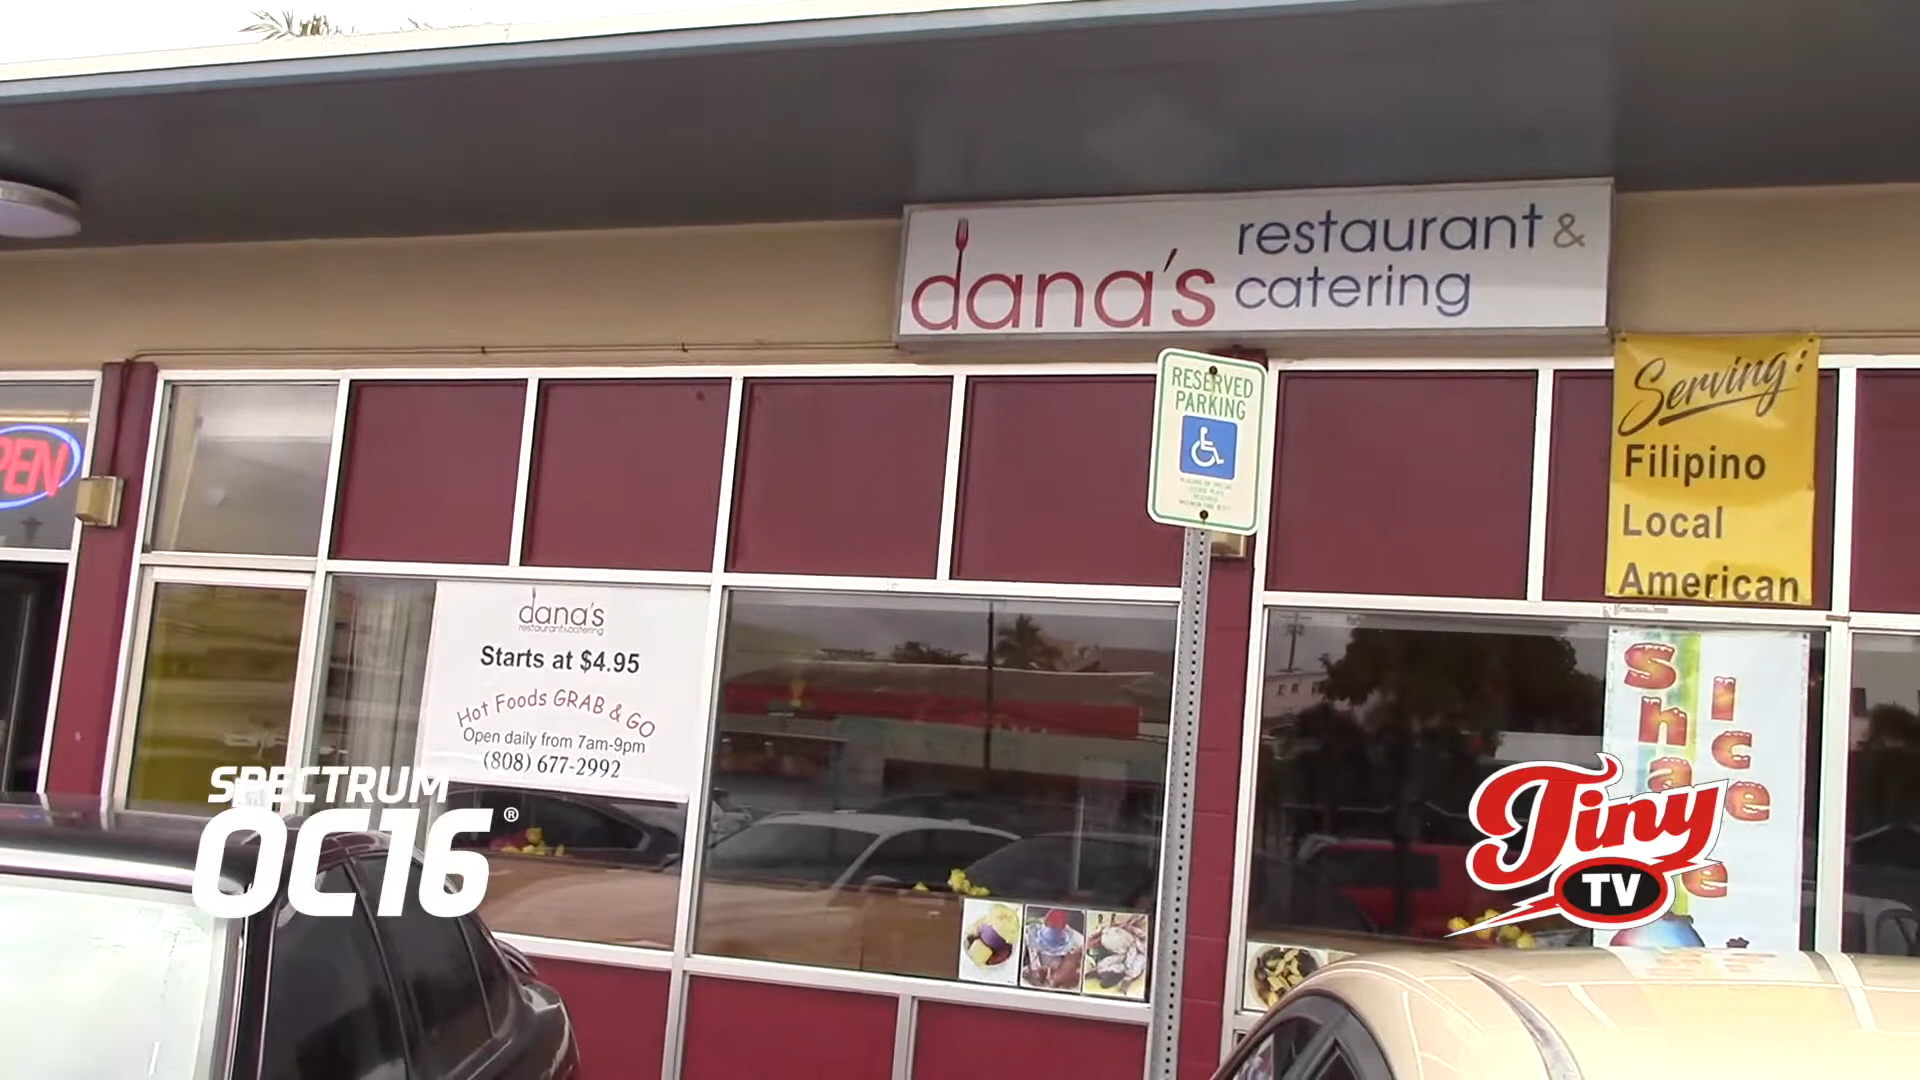 dana's restaurant & catering
RESERVED
PARKING
Serving:
Filipino
Local
American
PEN
dana's
restaurant&catering
Starts at $4.95
Hot Foods GRAB & GO
Open daily from 7am-9pm
(808) 677-2992
Shave
ice
SPECTRUM
OC16®
Tiny
TV